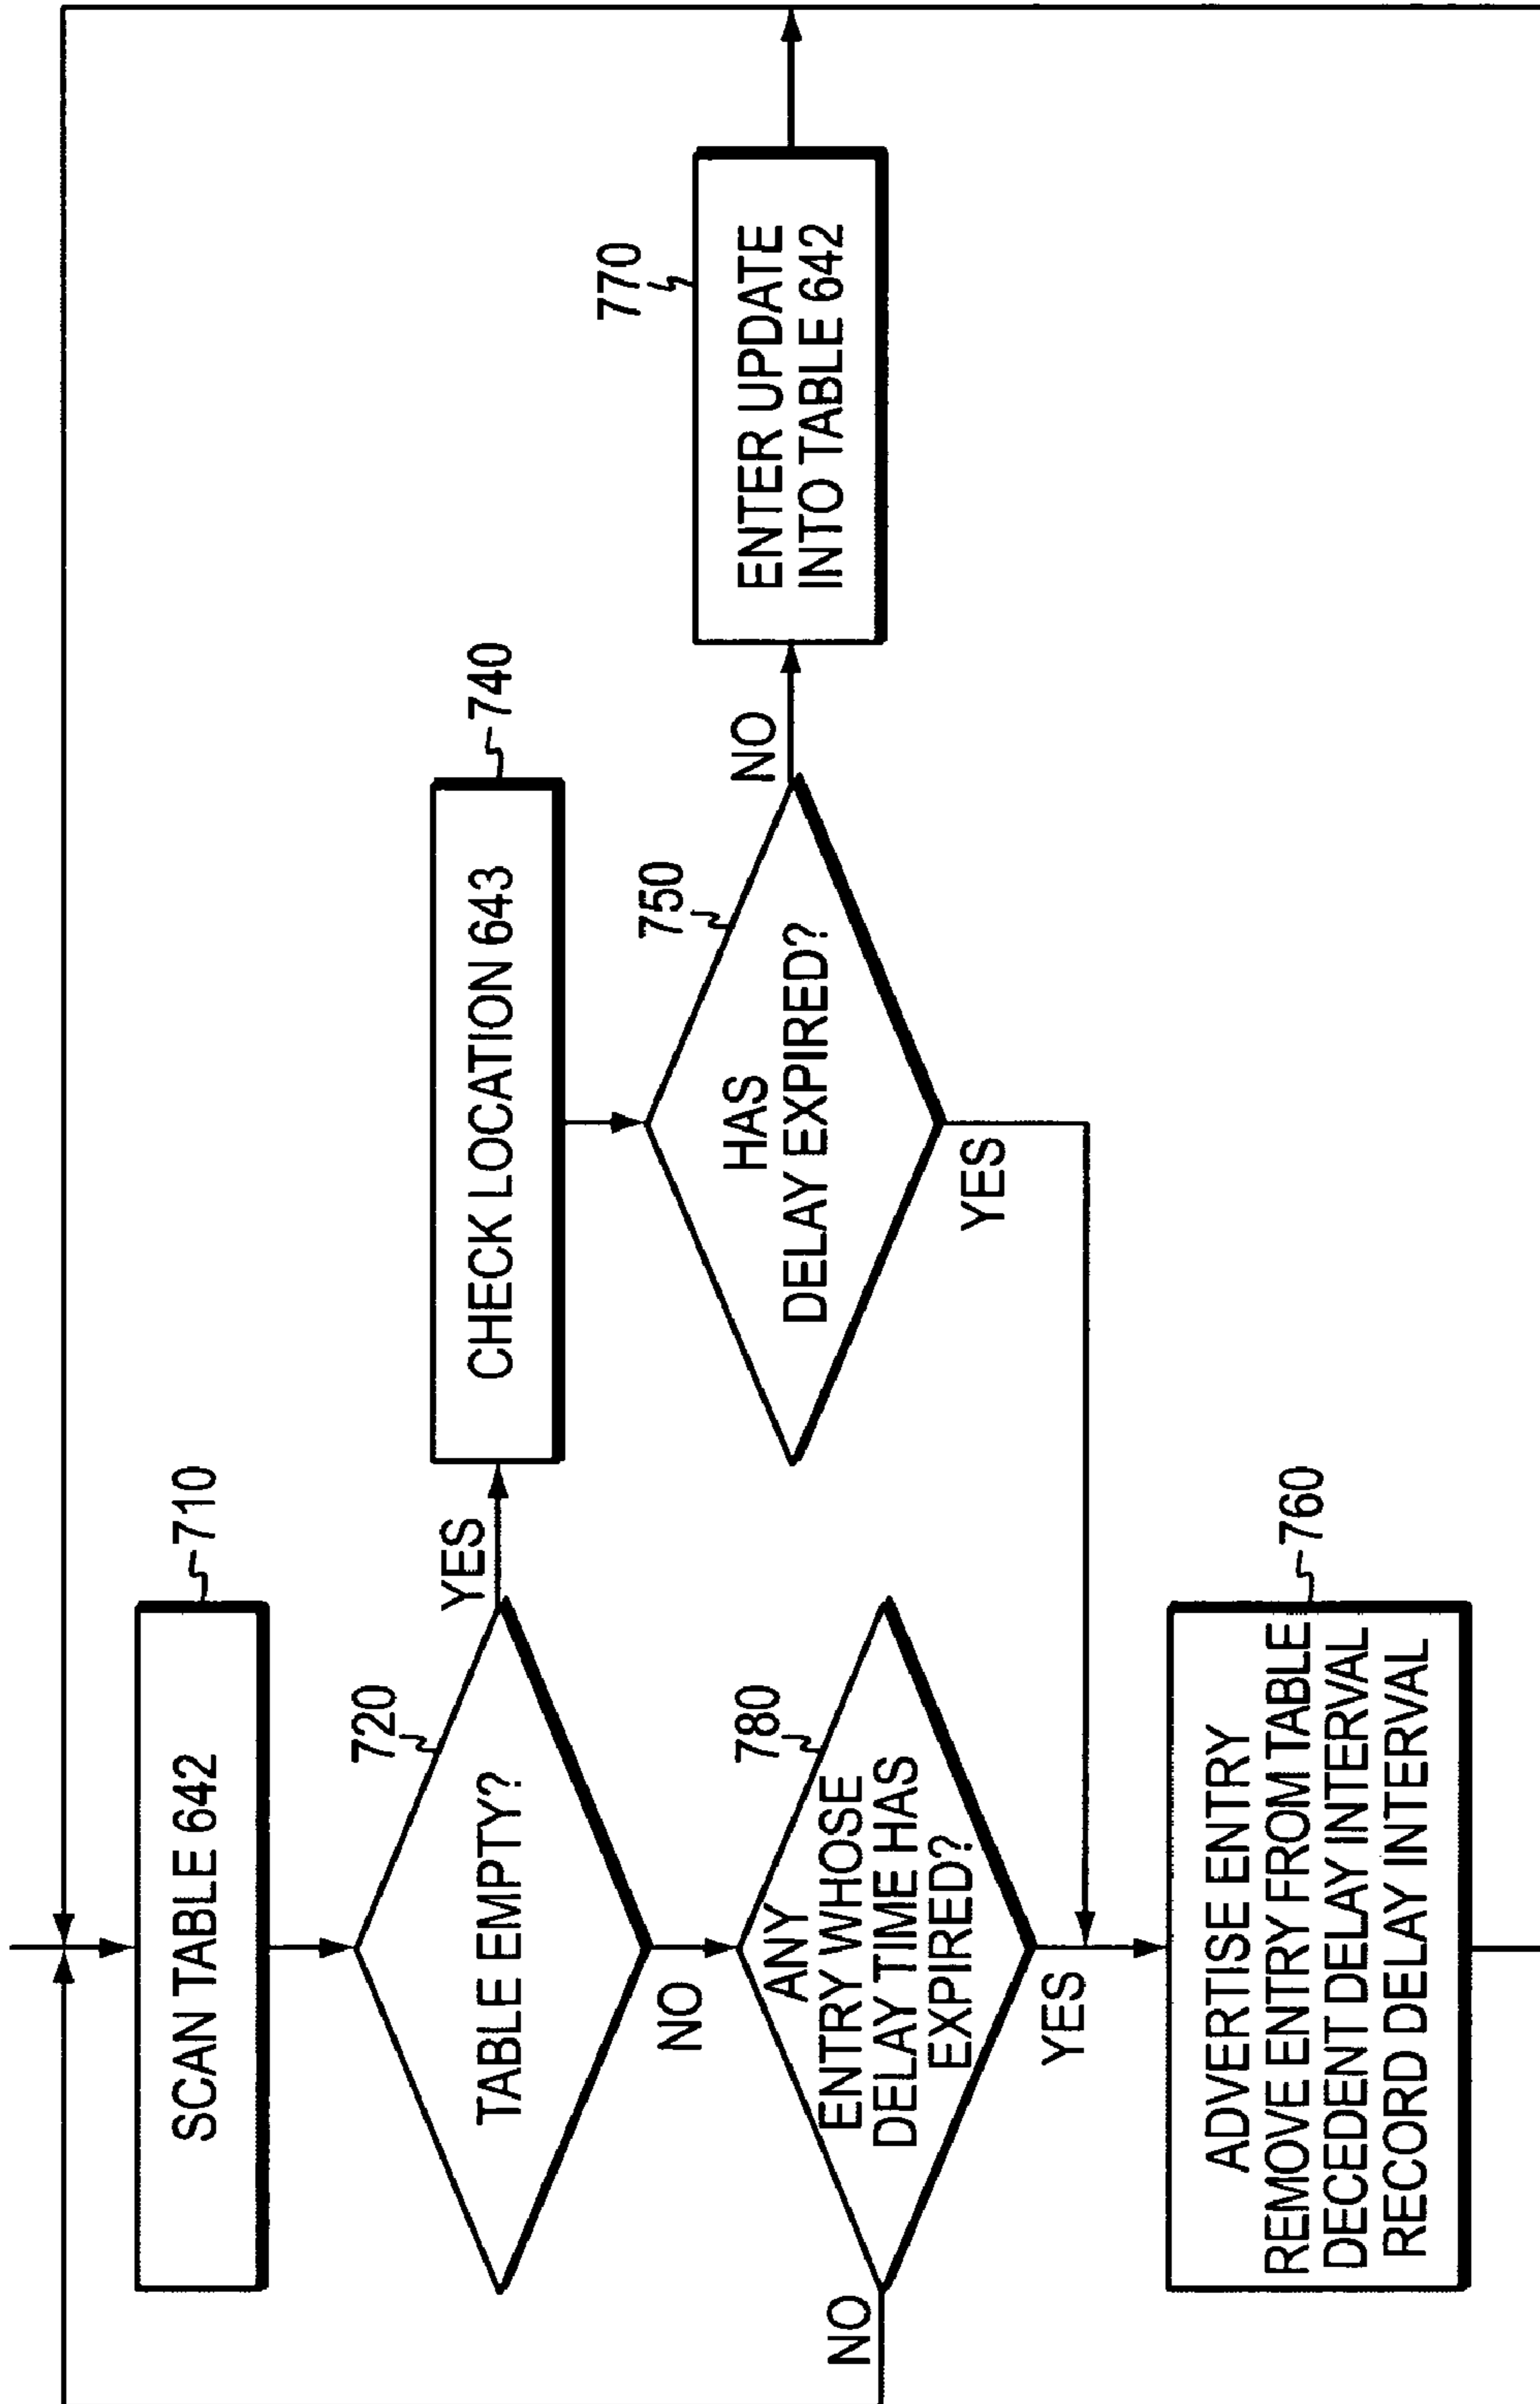 SCAN TABLE 642
710
TABLE EMPTY?
720
YES
NO
CHECK LOCATION 643
740
HAS
DELAY EXPIRED?
750
NO
YES
ENTER UPDATE
INTO TABLE 642
770
ANY
ENTRY WHOSE
DELAY TIME HAS
EXPIRED?
780
NO
YES
ADVERTISE ENTRY
REMOVE ENTRY FROM TABLE
DECEDENT DELAY INTERVAL
RECORD DELAY INTERVAL
760